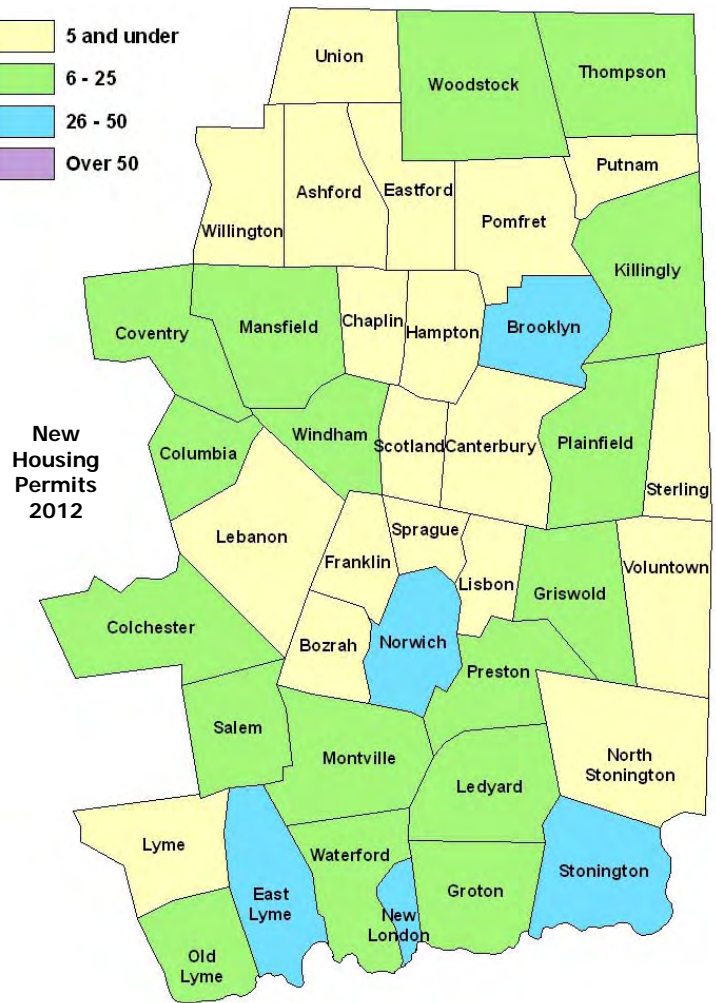 5 and under
6 - 25
26 - 50
Over 50
Union
Woodstock
Thompson
Putnam
Willington
Ashford
Eastford
Pomfret
Killingly
Coventry
Mansfield
Chaplin
Hampton
Brooklyn
New
Housing
Permits
2012
Columbia
Windham
Scotland
Canterbury
Plainfield
Sterling
Lebanon
Franklin
Sprague
Lisbon
Griswold
Voluntown
Colchester
Bozrah
Norwich
Preston
Salem
Montville
Ledyard
North
Stonington
Lyme
East
Lyme
Waterford
New
London
Groton
Stonington
Old
Lyme